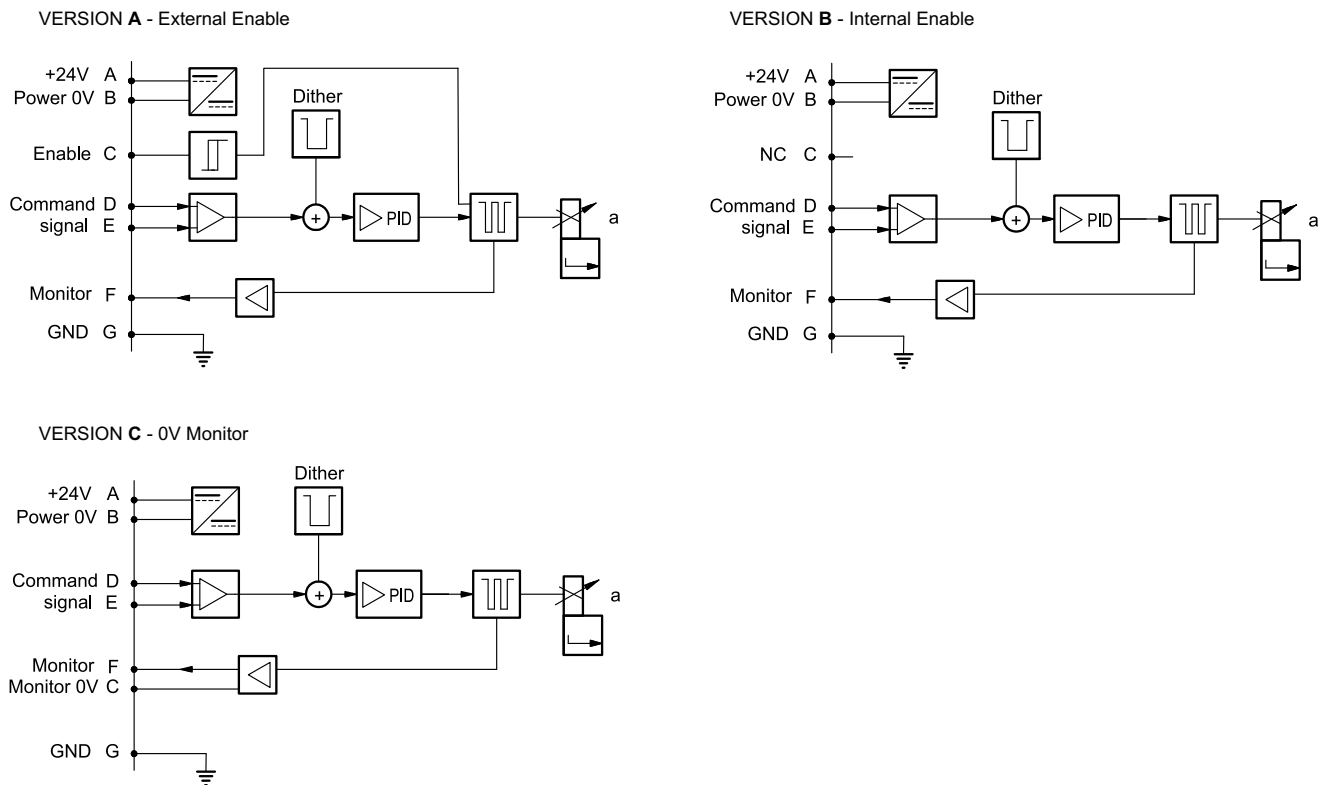 VERSION A - External Enable
+24V A
Power 0V B
Dither
Enable C
Command D
signal E
PID
a
Monitor F
GND G
VERSION B - Internal Enable
+24V A
Power 0V B
Dither
NC C
Command D
signal E
PID
a
Monitor F
GND G
VERSION C - 0V Monitor
Dither
+24V A
Power 0V B
Command D
signal E
PID
a
Monitor F
Monitor 0V C
GND G